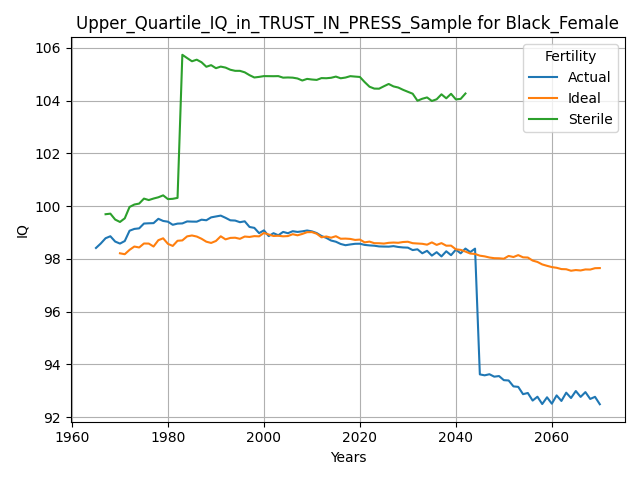 Upper_Quartile_IQ_in_TRUST_IN_PRESS_Sample for Black_Female
106
104
102
100
98
96
94
92
IQ
Fertility
Actual
Ideal
Sterile
1960 1980 2000 2020 2040 2060
Years